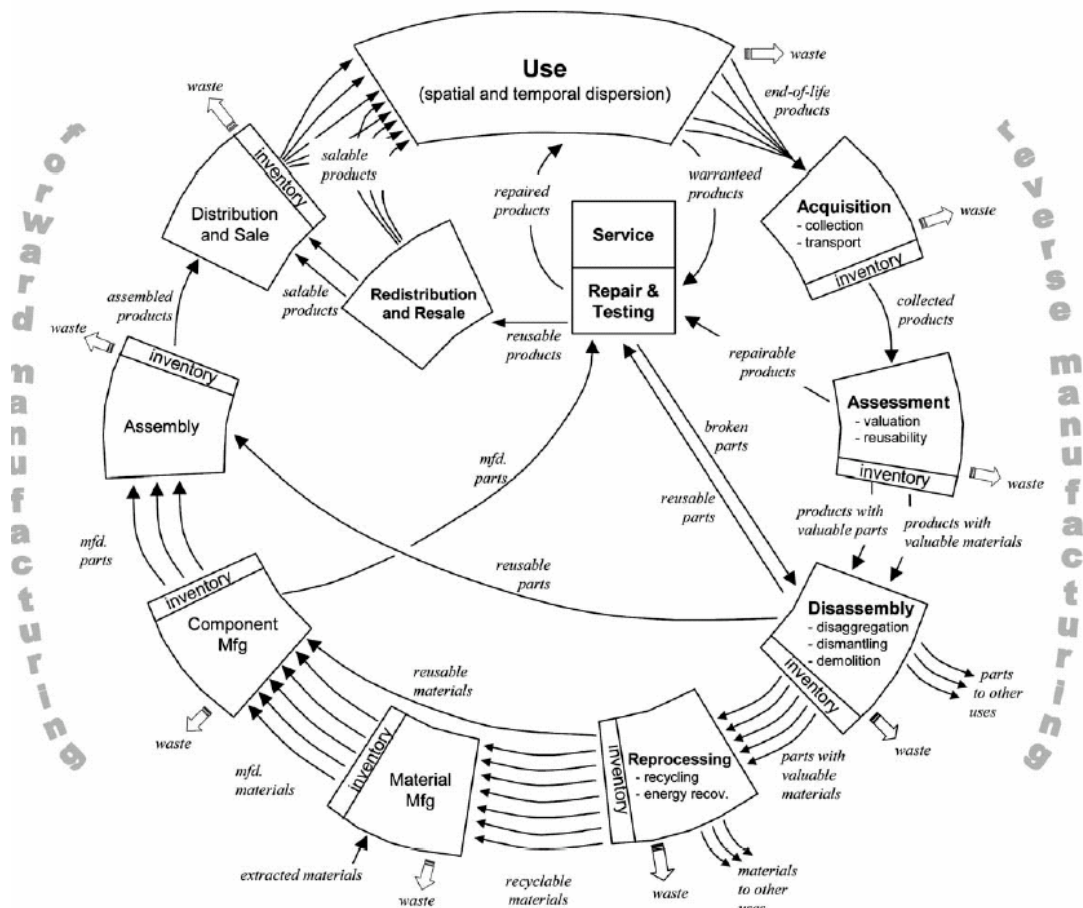 Use
(spatial and temporal dispersion)
waste
end-of-life
products
waste
inventory
salable
products
Distribution
and Sale
repaired
products
warranteed
products
Acquisition
- collection
- transport
inventory
waste
Service
Repair &
Testing
Redistribution
and Resale
salable
products
reusable
products
assembled
products
collected
products
repairable
products
waste
inventory
Assembly
Assessment
- valuation
- reusability
inventory
waste
broken
parts
reusable
parts
mfd.
parts
products with
valuable parts
products with
valuable materials
mfd.
parts
reusable
parts
inventory
Component
Mfg
waste
Disassembly
- disaggregation
- dismantling
- demolition
inventory
parts
to other
uses
waste
reusable
materials
mfd.
materials
inventory
Material
Mfg
Reprocessing
- recycling
- energy recov.
inventory
parts with
valuable
materials
extracted materials
waste
recyclable
materials
waste
materials
to other
uses
forward manufacturing
reverse manufacturing